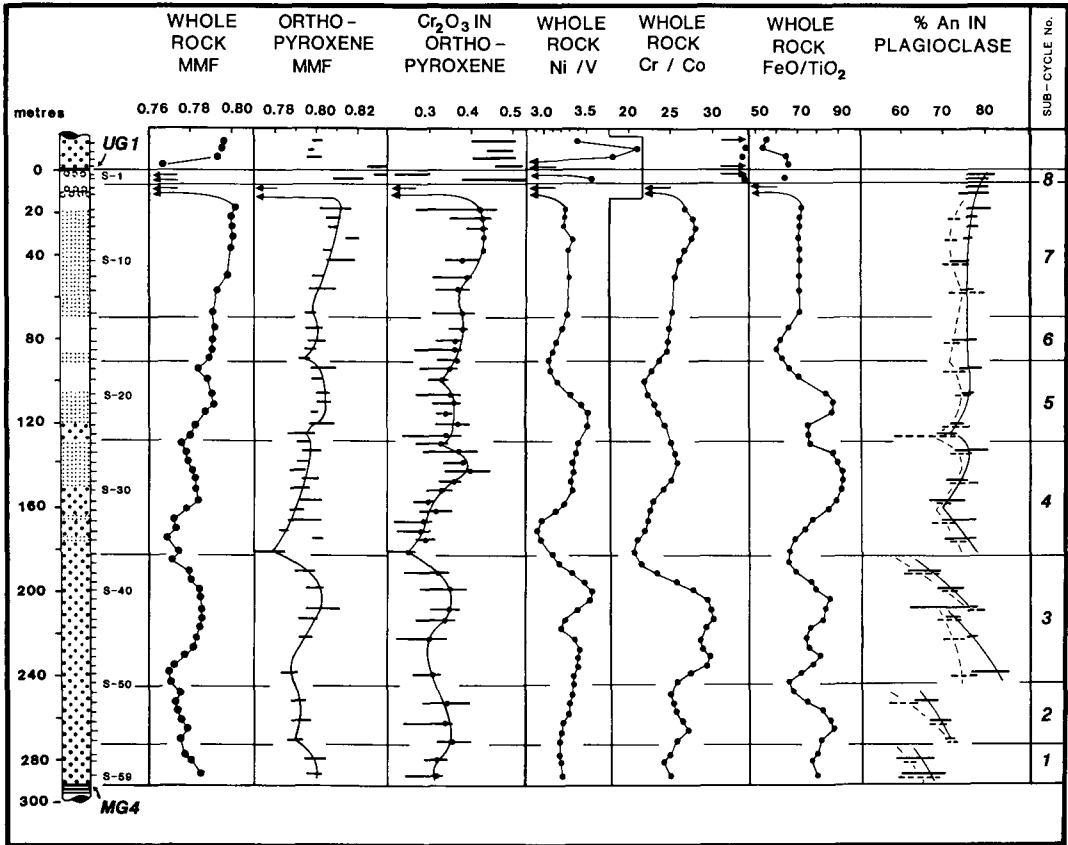 WHOLE ROCK MMF
ORTHO-PYROXENE MMF
Cr2O3 IN ORTHO-PYROXENE
WHOLE ROCK Ni /V
WHOLE ROCK Cr / Co
WHOLE ROCK FeO/TiO2
% An IN PLAGIOCLASE
SUB-CYCLE No.
metres
0.76 0.78 0.80
0.78 0.80 0.82
0.3 0.4 0.5
3.0 3.5
20 25 30
50 70 90
60 70 80
UG1
0
S-1
8
20
40
S-10
7
60
80
6
100
S-20
5
120
140
S-30
4
160
180
200
S-40
3
220
240
S-50
2
260
280
S-59
1
300
MG4